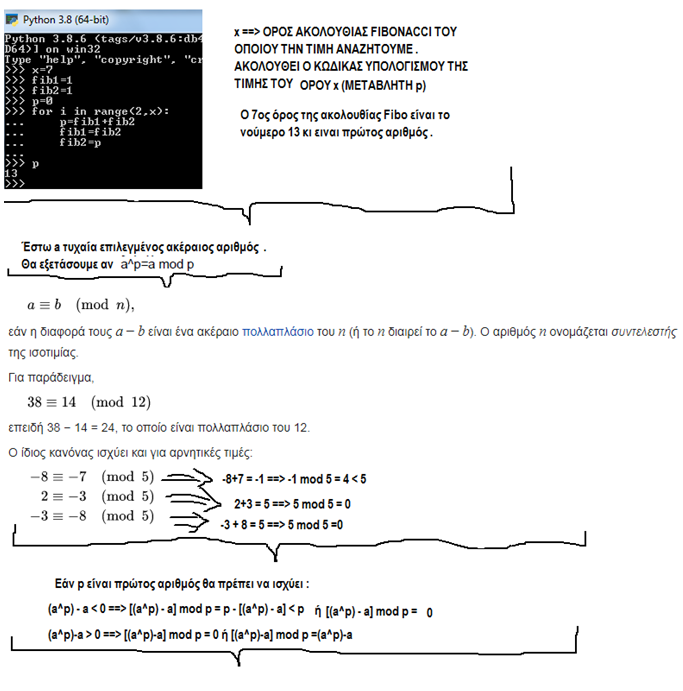 Python 3.8 (64-bit)
Python 3.8.6 (tags/v3.8.6:db4
D64)] on win32
Type "help", "copyright", "cr
>>> x=7
>>> fib1=1
>>> fib2=1
>>> p=0
>>> for i in range(2,x):
... p=fib1+fib2
... fib1=fib2
... fib2=p
...
>>> p
13
>>>
x ==> ΟΡΟΣ ΑΚΟΛΟΥΘΙΑΣ FIBONACCI ΤΟΥ
ΟΠΟΙΟΥ ΤΗΝ ΤΙΜΗ ΑΝΑΖΗΤΟΥΜΕ .
ΑΚΟΛΟΥΘΕΙ Ο ΚΩΔΙΚΑΣ ΥΠΟΛΟΓΙΣΜΟΥ ΤΗΣ
ΤΙΜΗΣ ΤΟΥ ΟΡΟΥ x (ΜΕΤΑΒΛΗΤΗ p)
Ο 7ος όρος της ακολουθίας Fibo είναι το
νούμερο 13 κι ειναι πρώτος αριθμός .
Έστω a τυχαία επιλεγμένος ακέραιος αριθμός .
Θα εξετάσουμε αν a^p=a mod p
a ≡ b (mod n),
εάν η διαφορά τους a − b είναι ένα ακέραιο πολλαπλάσιο του n (ή το n διαιρεί το a − b). Ο αριθμός n ονομάζεται συντελεστής
της ισοτιμίας.
Για παράδειγμα,
38 ≡ 14 (mod 12)
επειδή 38 − 14 = 24, το οποίο είναι πολλαπλάσιο του 12.
Ο ίδιος κανόνας ισχύει και για αρνητικές τιμές:
−8 ≡ −7 (mod 5) -8+7 = -1 ==> -1 mod 5 = 4 < 5
2 ≡ −3 (mod 5) 2+3 = 5 ==> 5 mod 5 = 0
−3 ≡ −8 (mod 5) -3 + 8 = 5 ==> 5 mod 5 =0
Εάν p είναι πρώτος αριθμός θα πρέπει να ισχύει :
(a^p) - a < 0 ==> [(a^p) - a] mod p = p - [(a^p) - a] < p ή [(a^p) - a] mod p = 0
(a^p)-a > 0 ==> [(a^p)-a] mod p = 0 ή [(a^p)-a] mod p =(a^p)-a